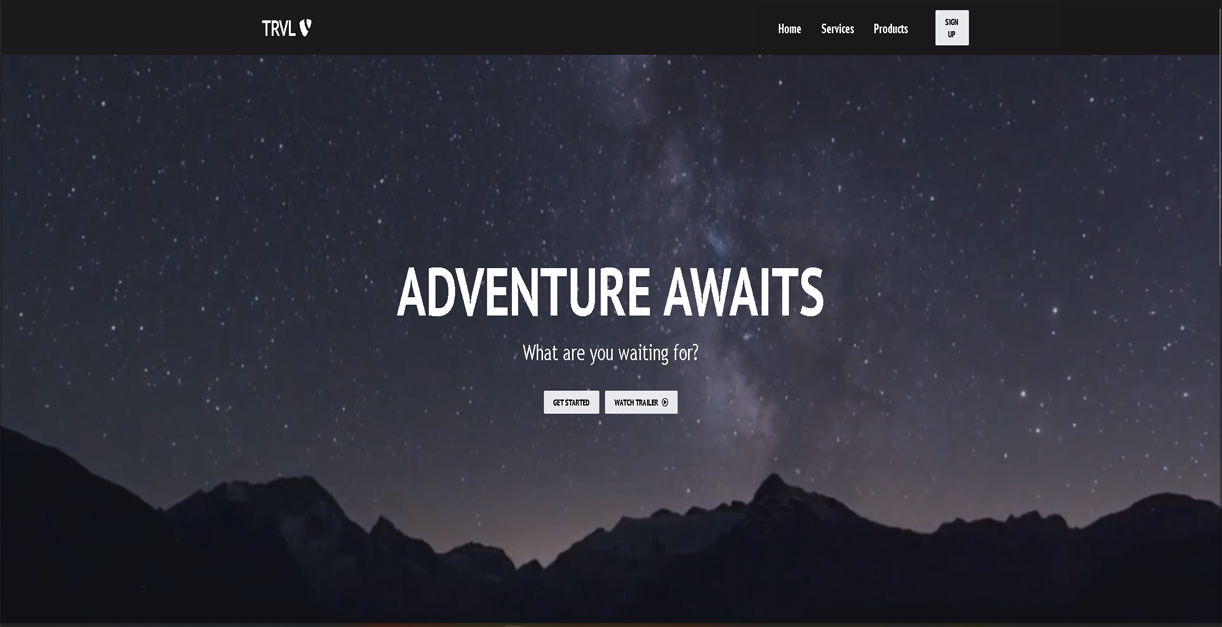 TRVL
Home Services Products
SIGN
UP
ADVENTURE AWAITS
What are you waiting for?
GET STARTED WATCH TRAILER